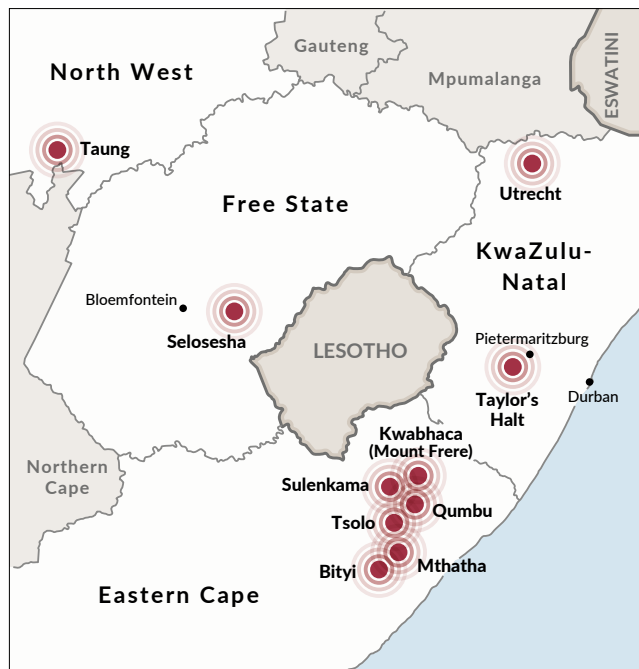 Gauteng
North West
Mpumalanga
ESWATINI
Taung
Utrecht
Free State
KwaZulu-
Natal
Bloemfontein
Selosesha
LESOTHO
Pietermaritzburg
Taylor's
Halt
Durban
Kwabhaca
(Mount Frere)
Northern
Cape
Sulenkama
Qumbu
Tsolo
Bityi
Mthatha
Eastern Cape